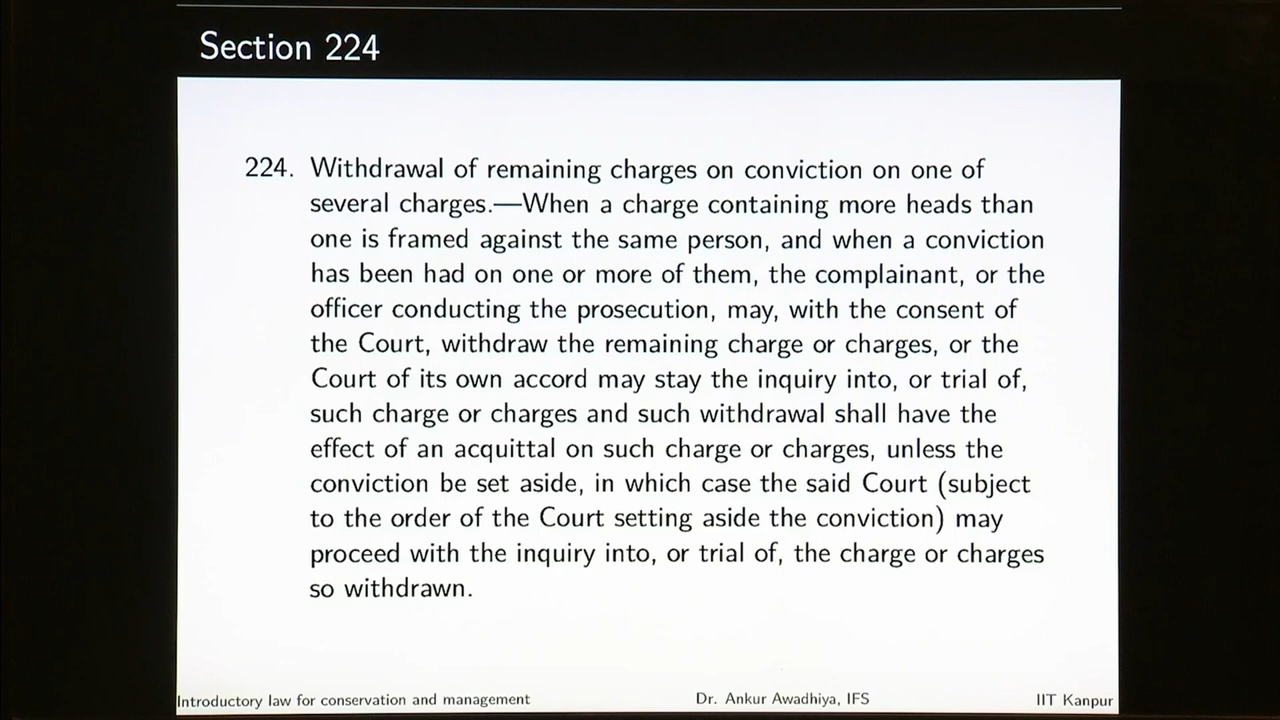 Section 224
224. Withdrawal of remaining charges on conviction on one of
several charges.—When a charge containing more heads than
one is framed against the same person, and when a conviction
has been had on one or more of them, the complainant, or the
officer conducting the prosecution, may, with the consent of
the Court, withdraw the remaining charge or charges, or the
Court of its own accord may stay the inquiry into, or trial of,
such charge or charges and such withdrawal shall have the
effect of an acquittal on such charge or charges, unless the
conviction be set aside, in which case the said Court (subject
to the order of the Court setting aside the conviction) may
proceed with the inquiry into, or trial of, the charge or charges
so withdrawn.
Introductory law for conservation and management Dr. Ankur Awadhiya, IFS IIT Kanpur